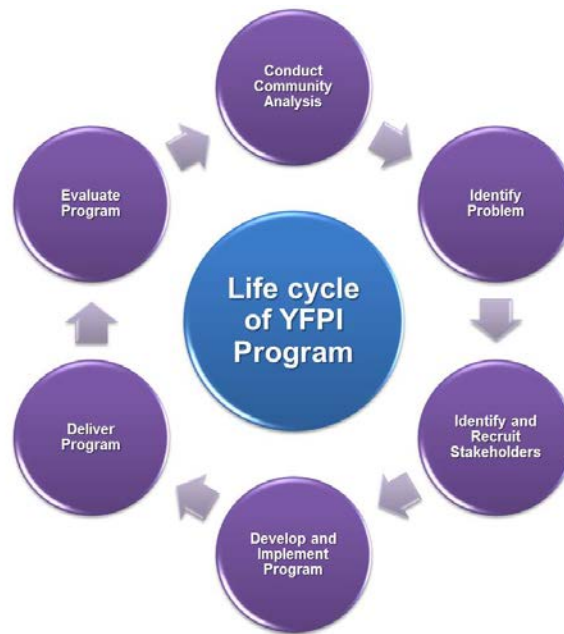 Conduct
Community
Analysis
Identify
Problem
Identify and
Recruit
Stakeholders
Develop and
Implement
Program
Deliver
Program
Evaluate
Program
Life cycle
of YFPI
Program